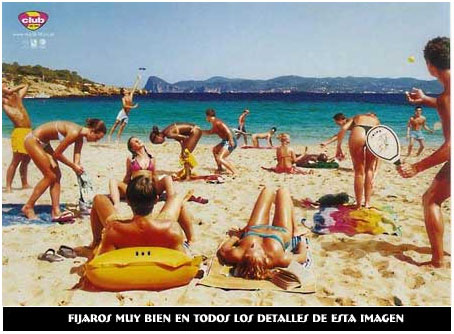 club
FIJAROS MUY BIEN EN TODOS LOS DETALLES DE ESTA IMAGEN